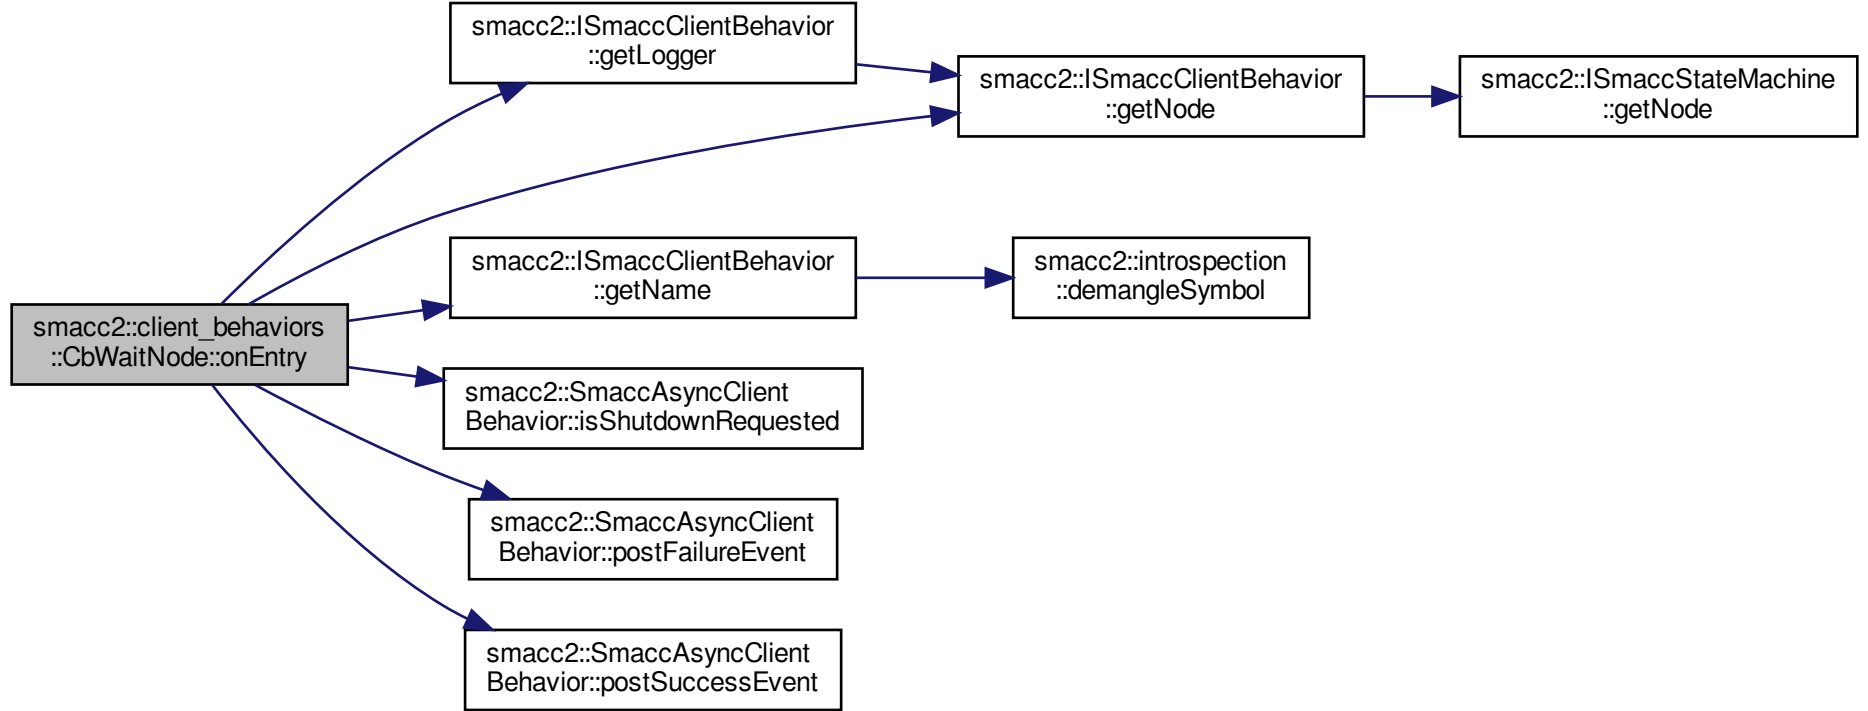 smacc2::ISmaccClientBehavior
::getLogger
smacc2::ISmaccClientBehavior
::getNode
smacc2::ISmaccStateMachine
::getNode
smacc2::ISmaccClientBehavior
::getName
smacc2::introspection
::demangleSymbol
smacc2::client_behaviors
::CbWaitNode::onEntry
smacc2::SmaccAsyncClient
Behavior::isShutdownRequested
smacc2::SmaccAsyncClient
Behavior::postFailureEvent
smacc2::SmaccAsyncClient
Behavior::postSuccessEvent